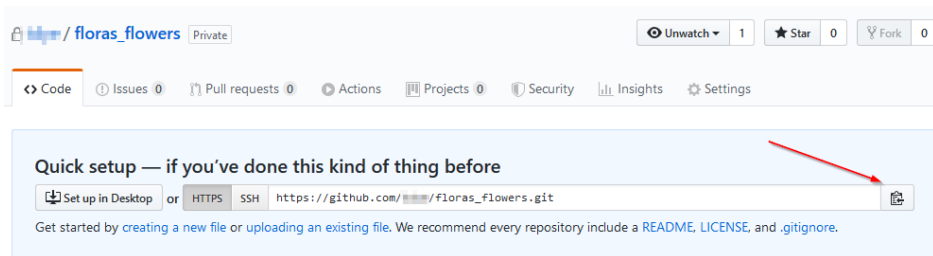 / floras_flowers Private
Unwatch 1 Star 0 Fork 0
Code Issues 0 Pull requests 0 Actions Projects 0 Security Insights Settings
Quick setup — if you’ve done this kind of thing before
Set up in Desktop or HTTPS SSH https://github.com/ /floras_flowers.git
Get started by creating a new file or uploading an existing file. We recommend every repository include a README, LICENSE, and .gitignore.